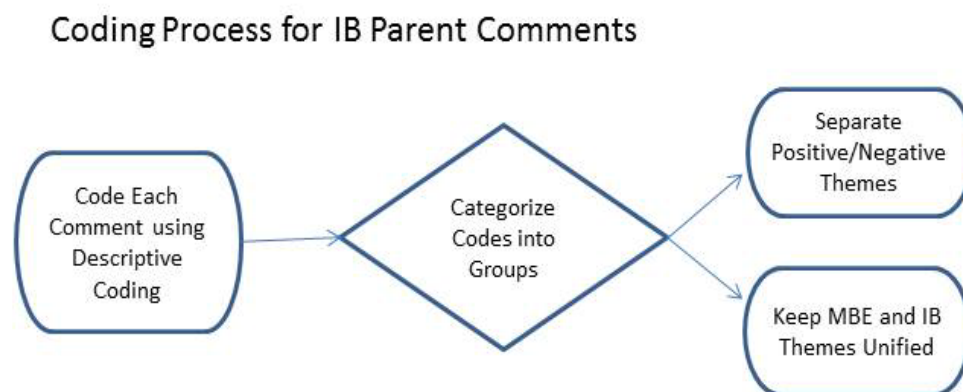 Coding Process for IB Parent Comments
Code Each
Comment using
Descriptive
Coding
Categorize
Codes into
Groups
Separate
Positive/Negative
Themes
Keep MBE and IB
Themes Unified